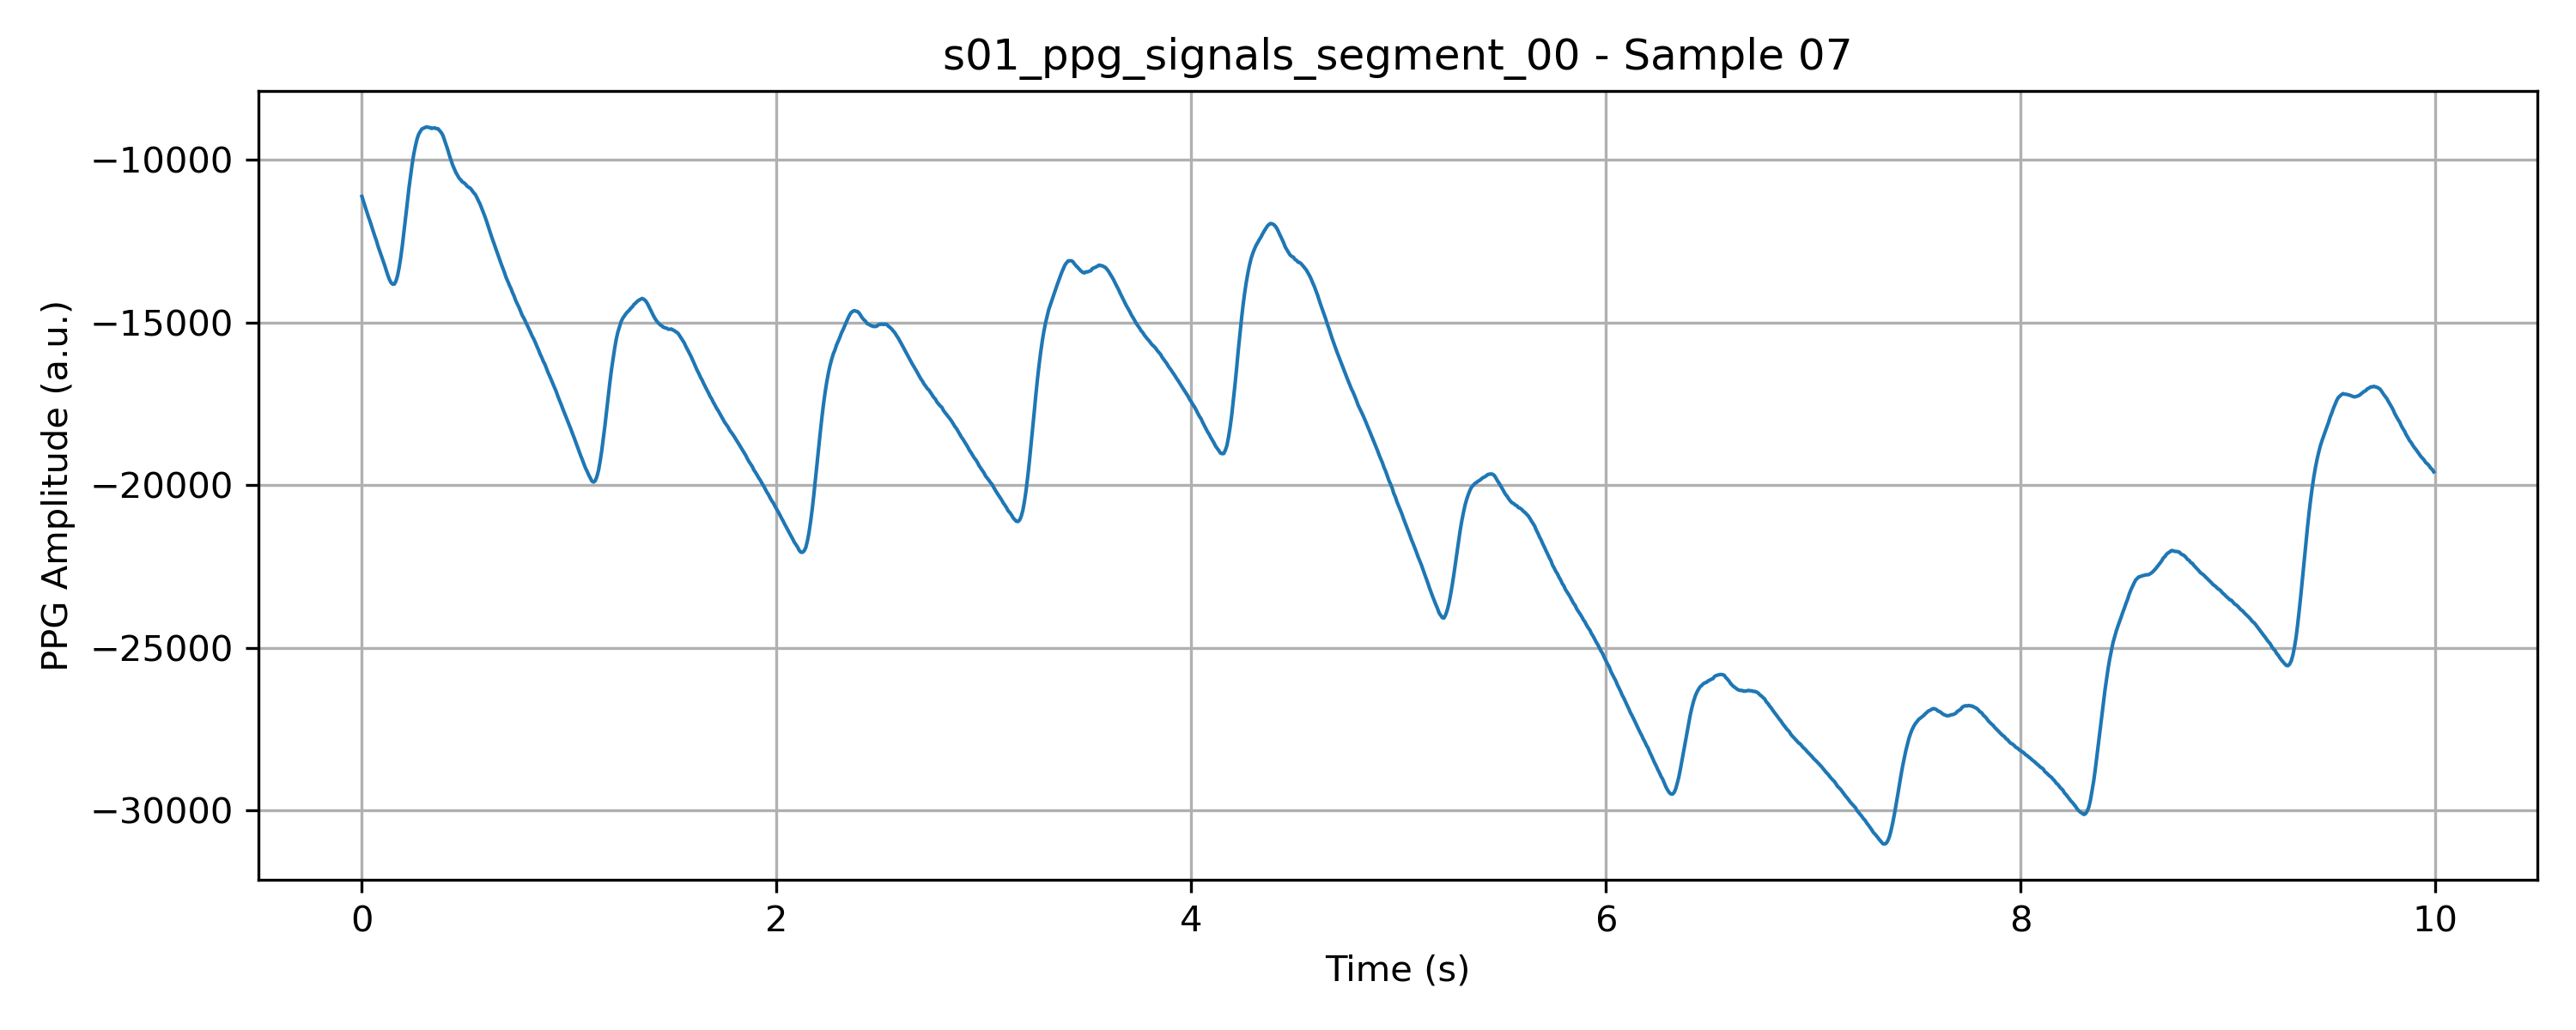 s01_ppg_signals_segment_00 - Sample 07
PPG Amplitude (a.u.)
−10000
−15000
−20000
−25000
−30000
0 2 4 6 8 10
Time (s)